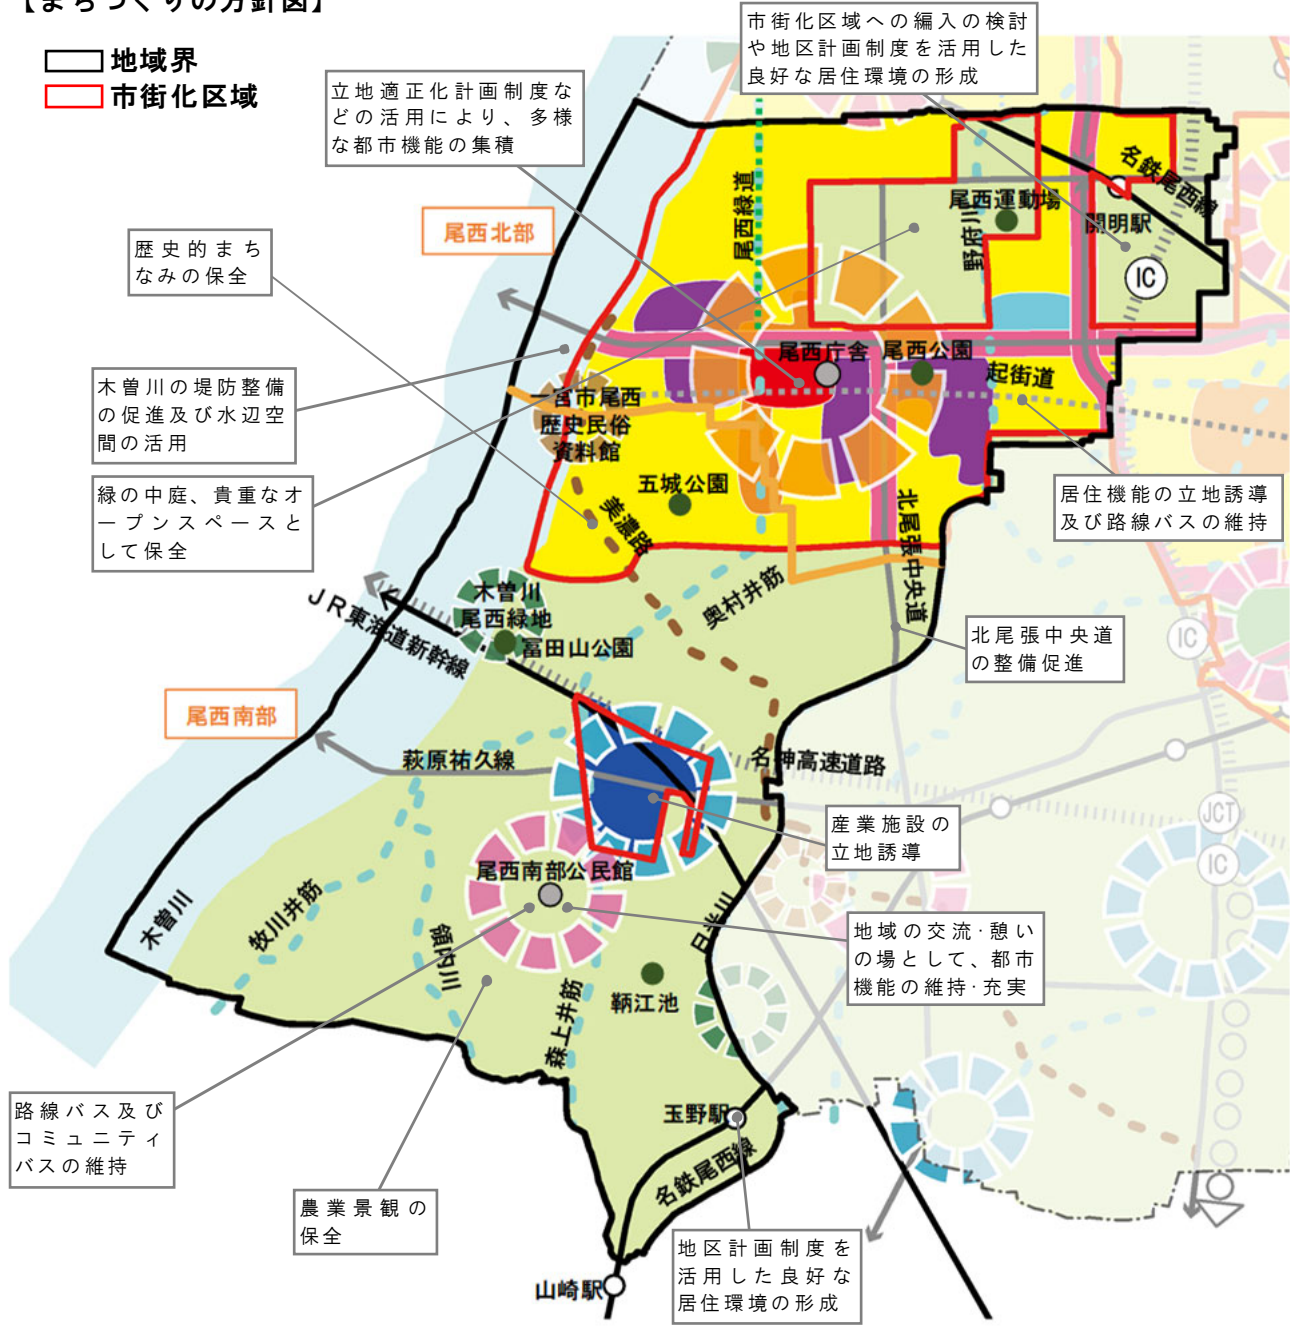 【まちづくりの方針図】
地域界
市街化区域
市街化区域への編入の検討
や地区計画制度を活用した
良好な居住環境の形成
立地適正化計画制度な
どの活用により、多様
な都市機能の集積
尾西北部
歴史的まち
なみの保全
木曽川の堤防整備
の促進及び水辺空
間の活用
緑の中庭、貴重なオ
ープンスペースと
して保全
尾西緑道
野府川
尾西運動場
名鉄尾西線
開明駅
IC
尾西庁舎
尾西公園
起街道
一宮市尾西
歴史民俗
資料館
五城公園
美濃路
居住機能の立地誘導
及び路線バスの維持
北尾張中央道
奥村井筋
木曽川
尾西緑地
冨田山公園
JR東海道新幹線
北尾張中央道
の整備促進
IC
尾西南部
萩原祐久線
名神高速道路
JCT
IC
産業施設の
立地誘導
尾西南部公民館
木曽川
牧川井筋
領内川
日光川
地域の交流・憩い
の場として、都市
機能の維持・充実
鞆江池
森上井筋
路線バス及び
コミュニティ
バスの維持
玉野駅
名鉄尾西線
農業景観の
保全
地区計画制度を
活用した良好な
居住環境の形成
山崎駅